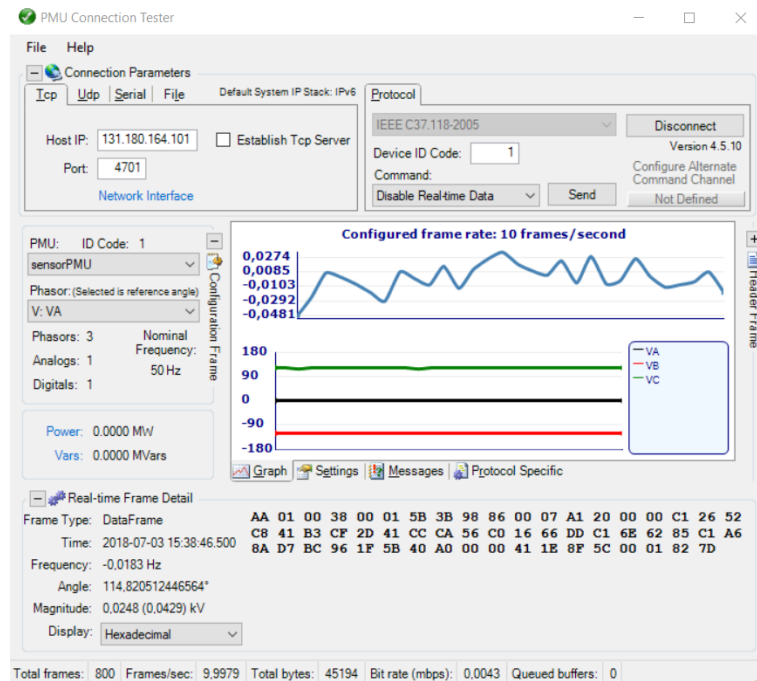 PMU Connection Tester
File Help
Connection Parameters
Tcp Udp Serial File Default System IP Stack: IPv6
Host IP: 131.180.164.101 Establish Tcp Server
Port: 4701
Network Interface
Protocol
IEEE C37.118-2005 Disconnect
Device ID Code: 1 Version 4.5.10
Command: Configure Alternate
Command Channel
Disable Real-time Data Send Not Defined
PMU: ID Code: 1
sensorPMU
Phasor: (Selected is reference angle)
V: VA
Phasors: 3 Nominal
Frequency:
Analogs: 1
50 Hz
Digitals: 1
Power: 0.0000 MW
Vars: 0.0000 MVars
Configuration Frame
Configured frame rate: 10 frames/second
0,0274
0,0085
-0,0103
-0,0292
-0,0481
180
90
0
-90
-180
VA
VB
VC
Header Frame
Graph Settings Messages Protocol Specific
Real-time Frame Detail
Frame Type: DataFrame
Time: 2018-07-03 15:38:46.500
Frequency: -0,0183 Hz
Angle: 114,820512446564°
Magnitude: 0,0248 (0,0429) kV
Display: Hexadecimal
AA 01 00 38 00 01 5B 3B 98 86 00 07 A1 20 00 00 C1 26 52
C8 41 B3 CF 2D 41 CC CA 56 C0 16 66 DD C1 6E 62 85 C1 A6
8A D7 BC 96 1F 5B 40 A0 00 00 41 1E 8F 5C 00 01 82 7D
Total frames: 800 Frames/sec: 9,9979 Total bytes: 45194 Bit rate (mbps): 0,0043 Queued buffers: 0